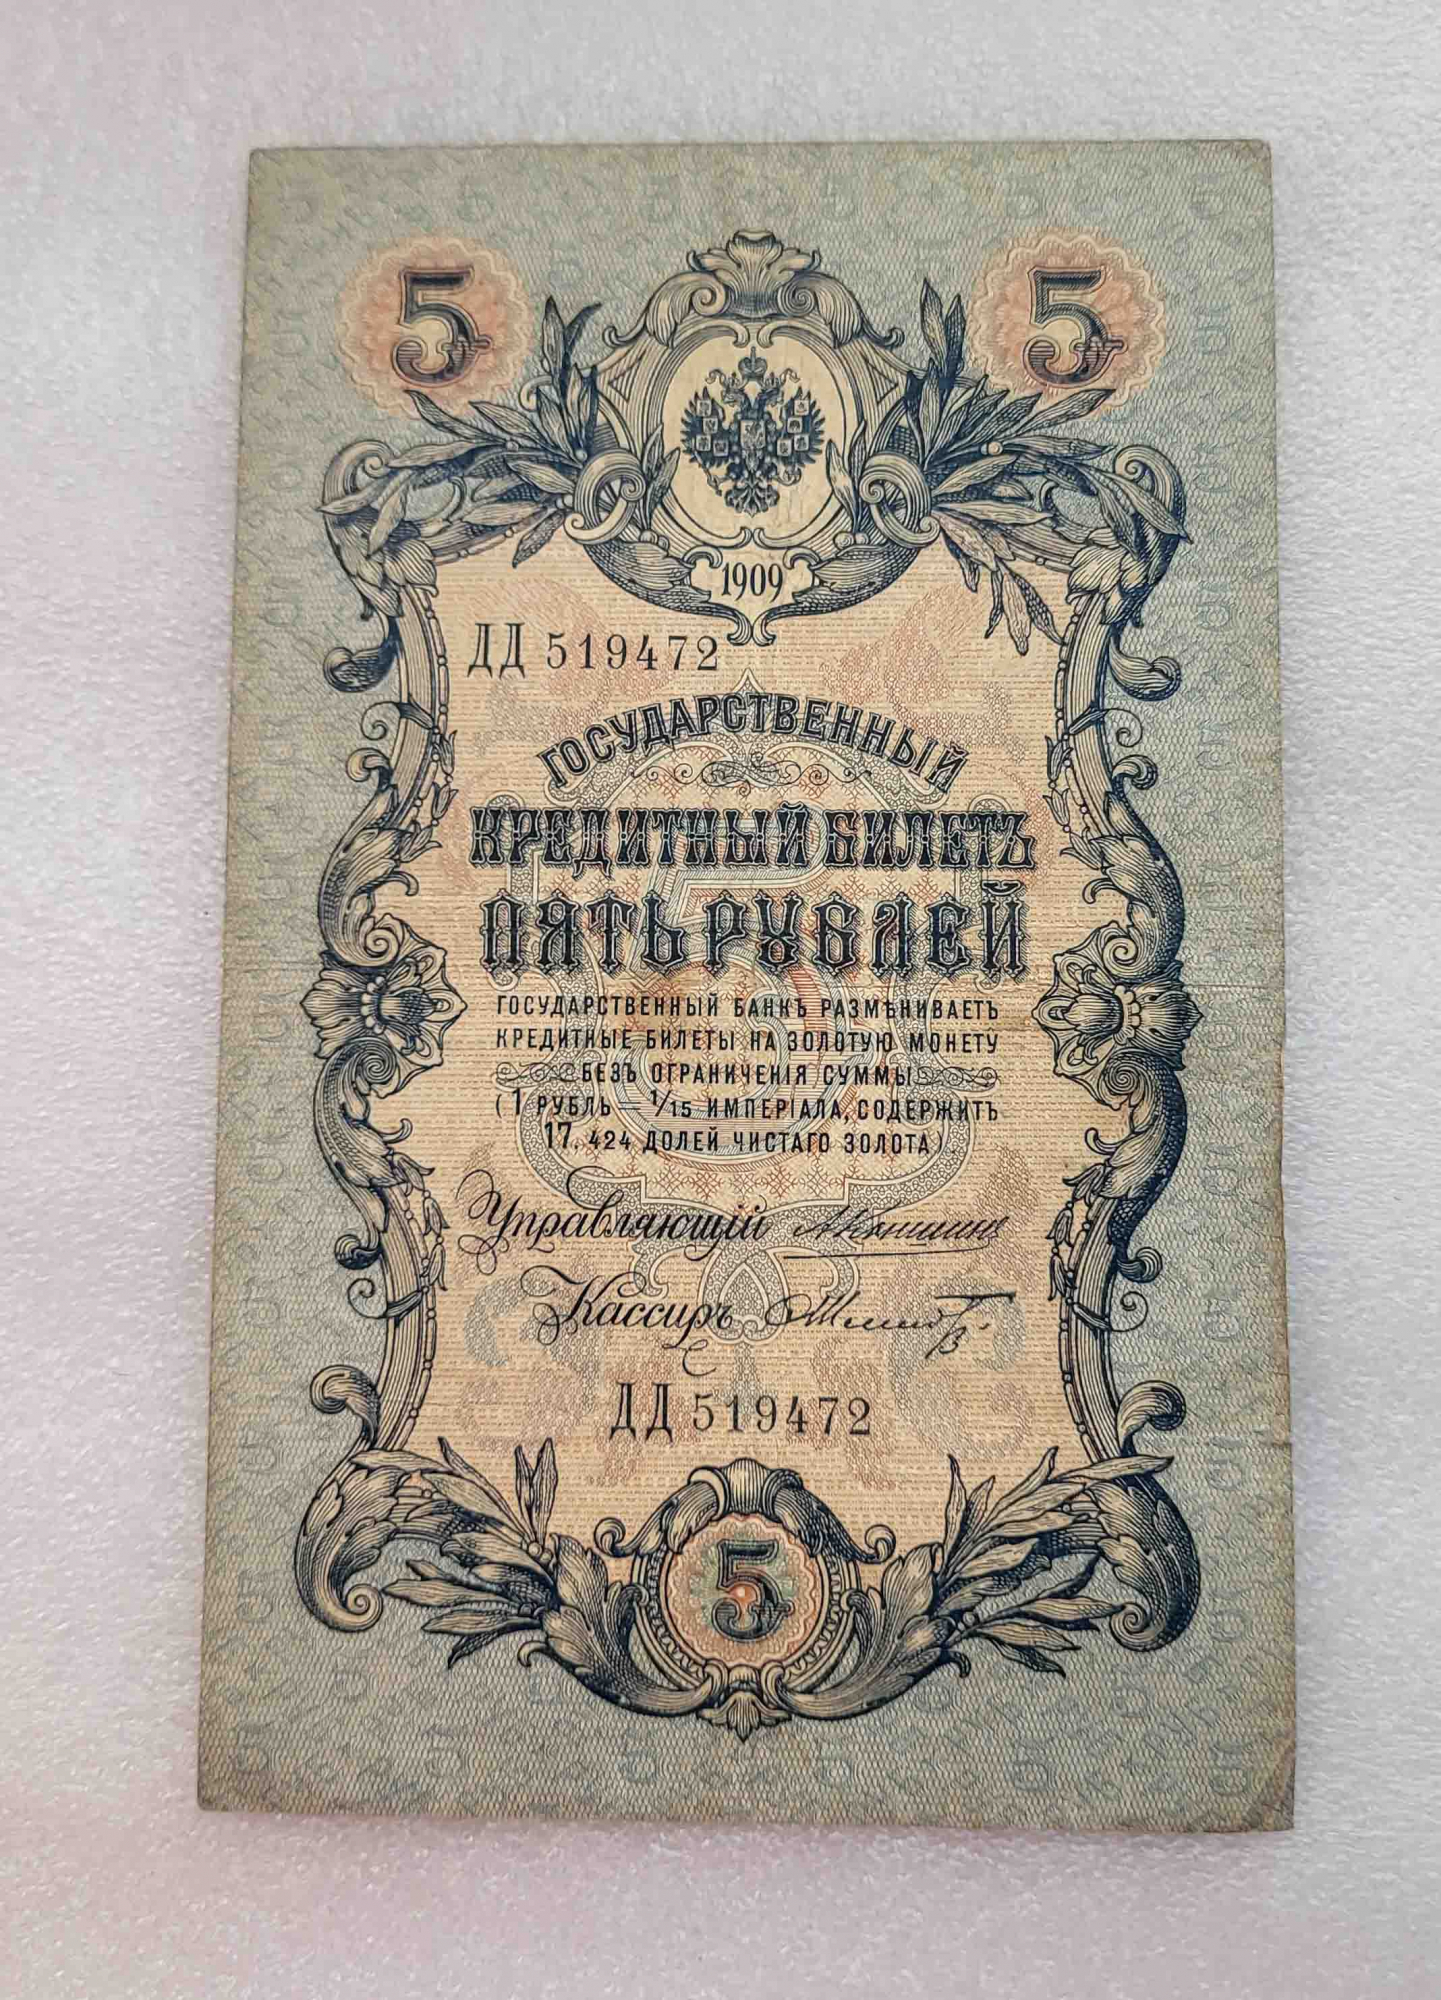 5 5
1909
ДД 519472
ГОСУДАРСТВЕННЫЙ
КРЕДИТНЫЙ БИЛЕТЪ
ПЯТЬ РУБЛЕЙ
ГОСУДАРСТВЕННЫЙ БАНКЪ РАЗМѢНИВАЕТЪ
КРЕДИТНЫЕ БИЛЕТЫ НА ЗОЛОТУЮ МОНЕТУ
БЕЗЪ ОГРАНИЧЕНІЯ СУММЫ
(1 РУБЛЬ — 1/15 ИМПЕРІАЛА, СОДЕРЖИТЪ
17, 424 ДОЛЕЙ ЧИСТАГО ЗОЛОТА).
Управляющій
Кассиръ
ДД 519472
5